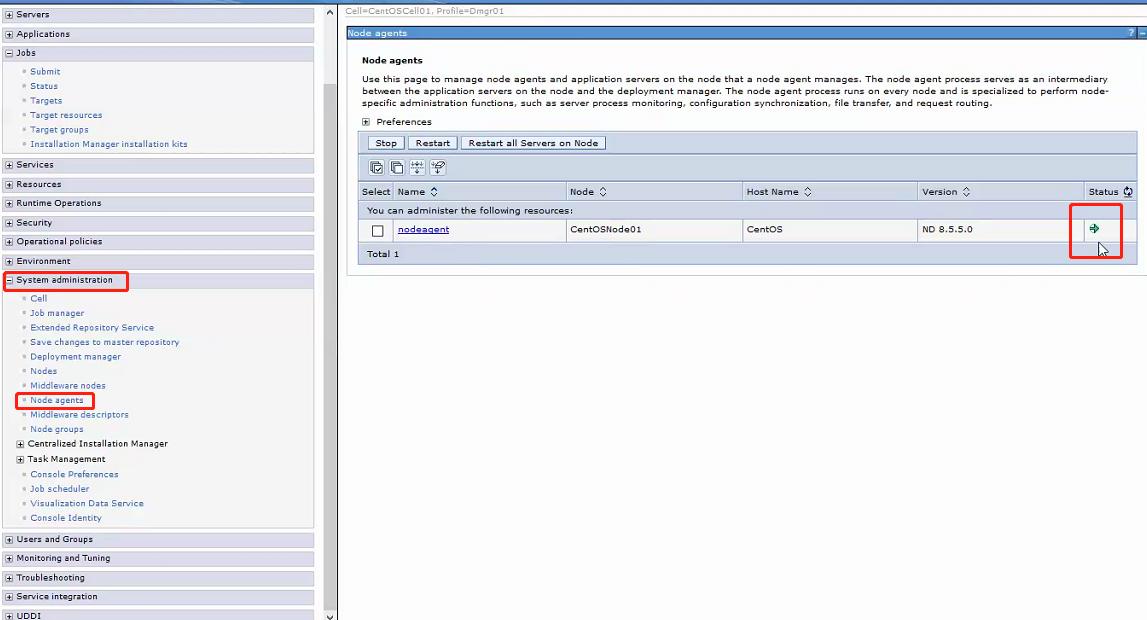 Servers
Applications
Jobs
Submit
Status
Targets
Target resources
Target groups
Installation Manager installation kits
Services
Resources
Runtime Operations
Security
Operational policies
Environment
System administration
Cell
Job manager
Extended Repository Service
Save changes to master repository
Deployment manager
Nodes
Middleware nodes
Node agents
Middleware descriptors
Node groups
Centralized Installation Manager
Task Management
Console Preferences
Job scheduler
Visualization Data Service
Console Identity
Users and Groups
Monitoring and Tuning
Troubleshooting
Service integration
UDDI
Cell=CentOSCell01, Profile=Dmgr01
Node agents ? -
Node agents
Use this page to manage node agents and application servers on the node that a node agent manages. The node agent process serves as an intermediary
between the application servers on the node and the deployment manager. The node agent process runs on every node and is specialized to perform node-
specific administration functions, such as server process monitoring, configuration synchronization, file transfer, and request routing.
Preferences
Stop Restart Restart all Servers on Node
Select Name Node Host Name Version Status
You can administer the following resources:
nodeagent CentOSNode01 CentOS ND 8.5.5.0
Total 1